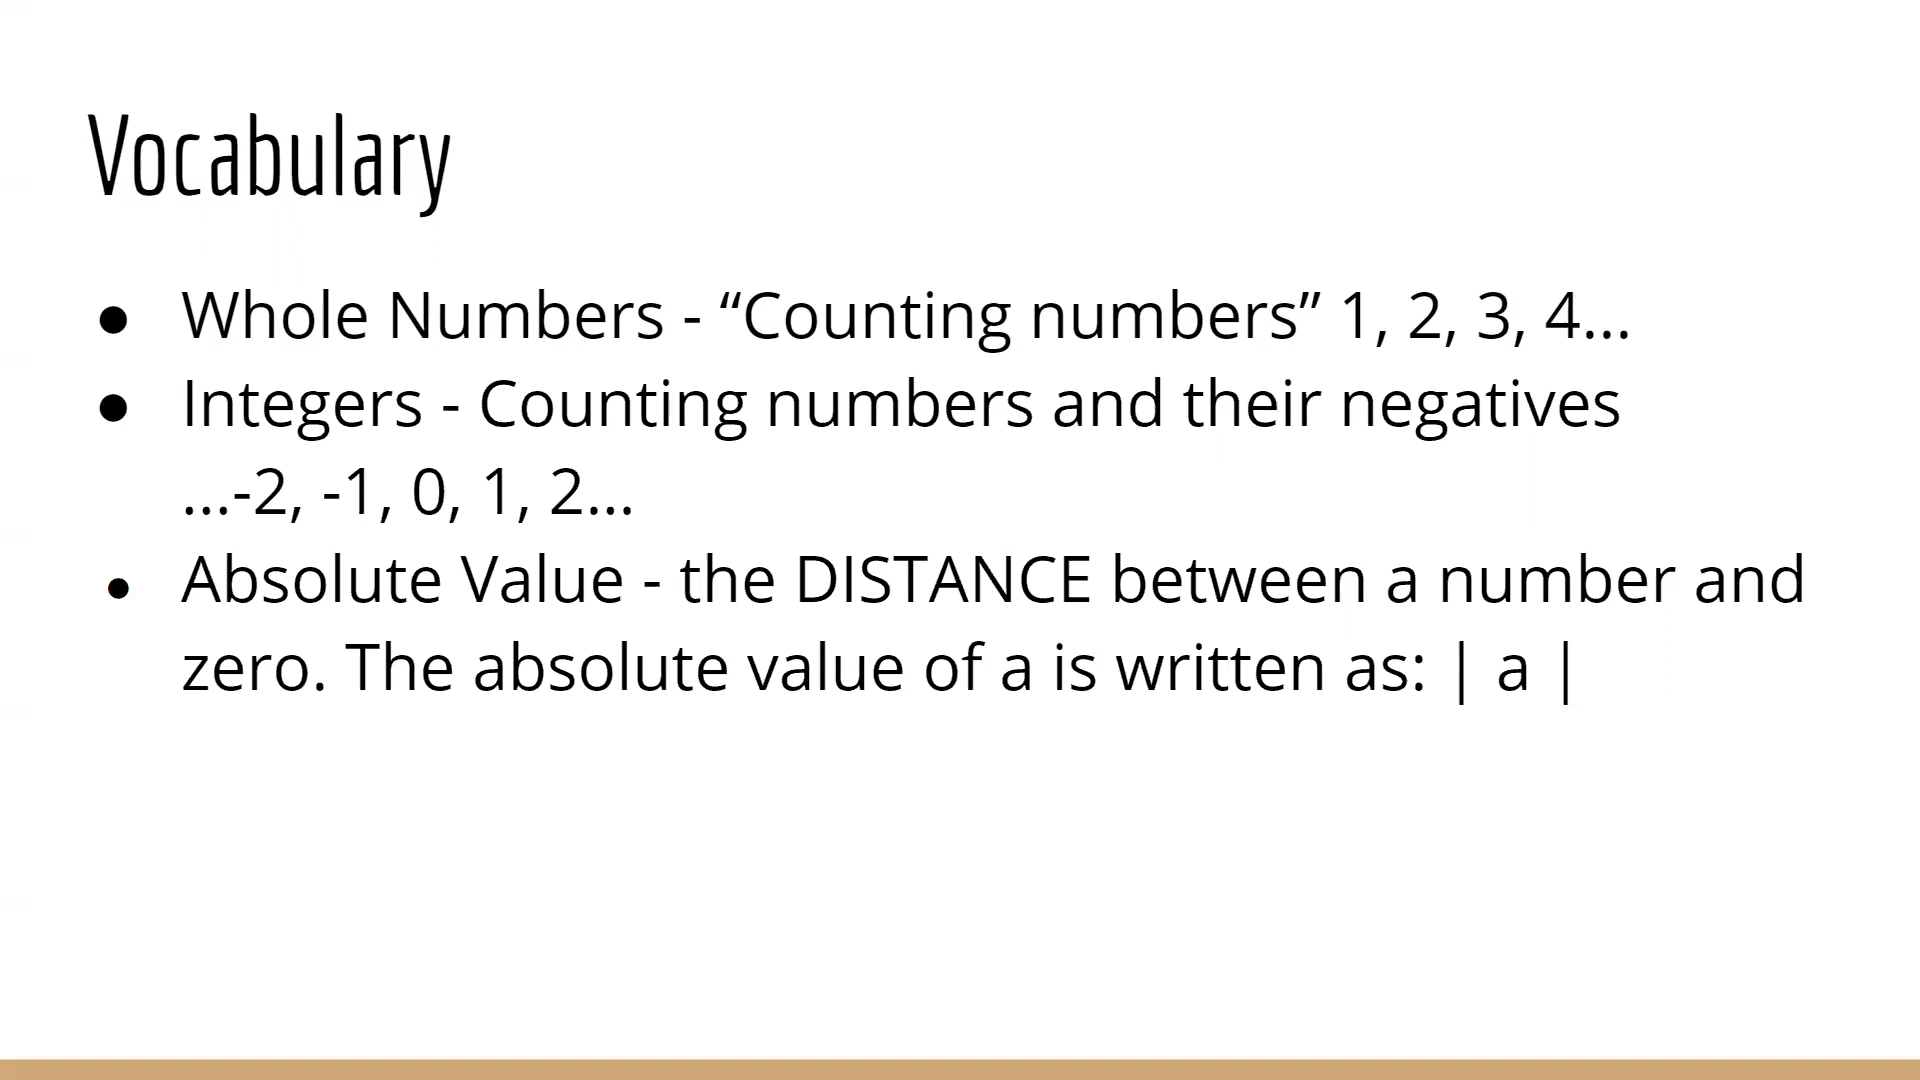 Vocabulary
● Whole Numbers - “Counting numbers” 1, 2, 3, 4...
● Integers - Counting numbers and their negatives
...-2, -1, 0, 1, 2...
● Absolute Value - the DISTANCE between a number and
zero. The absolute value of a is written as: | a |